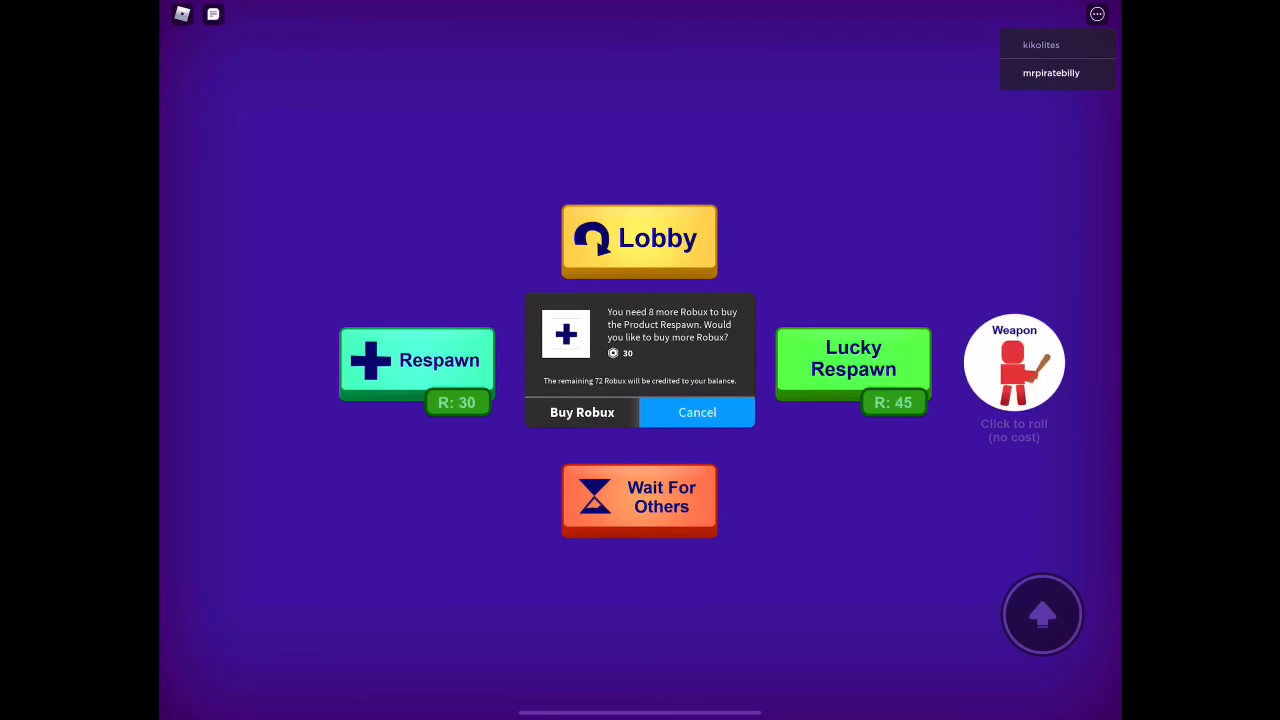 kikolites
mrpiratebilly
Lobby
You need 8 more Robux to buy
the Product Respawn. Would
you like to buy more Robux?
30
The remaining 72 Robux will be credited to your balance.
Buy Robux
Cancel
Respawn
R: 30
Lucky
Respawn
R: 45
Weapon
Click to roll
(no cost)
Wait For
Others